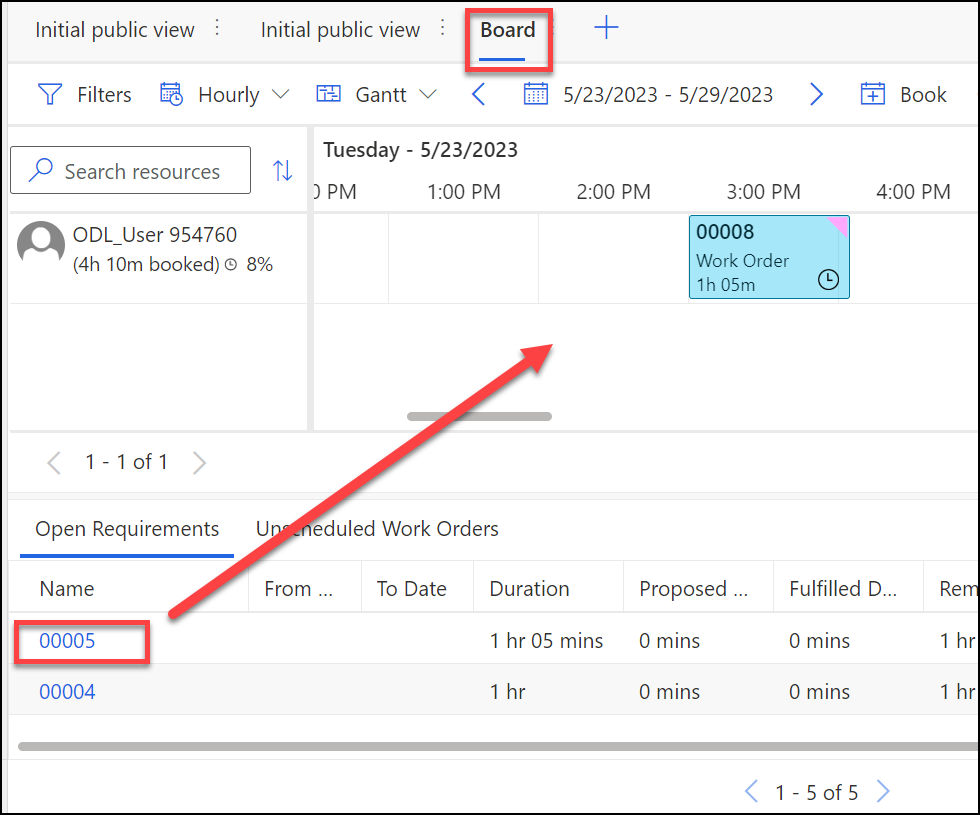 Initial public view Initial public view Board
Filters Hourly Gantt 5/23/2023 - 5/29/2023 Book
Search resources
Tuesday - 5/23/2023
0 PM 1:00 PM 2:00 PM 3:00 PM 4:00 PM
ODL_User 954760
(4h 10m booked) 8%
00008
Work Order
1h 05m
1 - 1 of 1
Open Requirements Unscheduled Work Orders
Name From ... To Date Duration Proposed ... Fulfilled D... Rem
00005 1 hr 05 mins 0 mins 0 mins 1 hr
00004 1 hr 0 mins 0 mins 1 hr
1 - 5 of 5